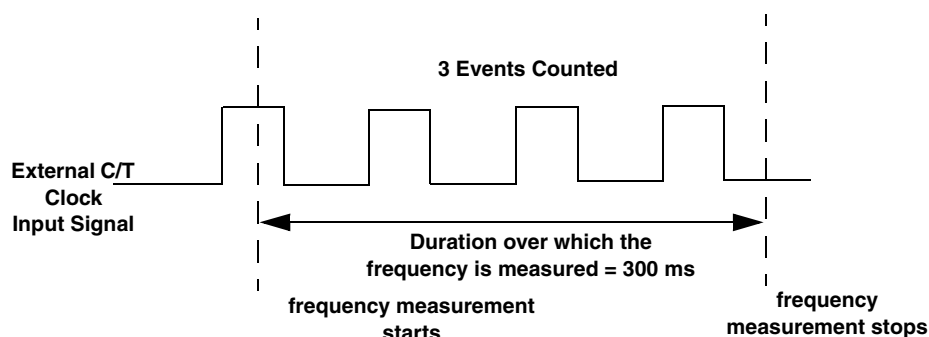 3 Events Counted
External C/T
Clock
Input Signal
Duration over which the
frequency is measured = 300 ms
frequency measurement
starts
frequency
measurement stops